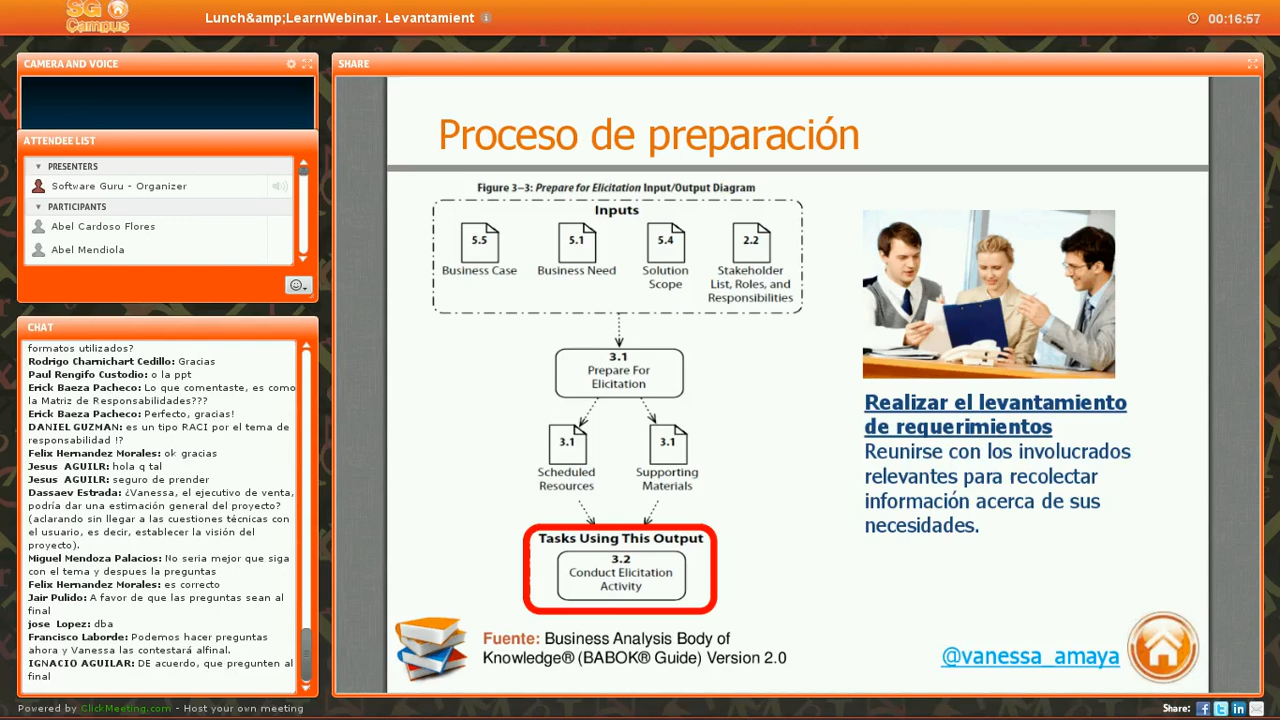 SG
Campus
Lunch&amp;LearnWebinar. Levantamient
00:16:57
CAMERA AND VOICE
ATTENDEE LIST
PRESENTERS
Software Guru - Organizer
PARTICIPANTS
Abel Cardoso Flores
Abel Mendiola
CHAT
formatos utilizados?
Rodrigo Charnichart Cedillo: Gracias
Paul Rengifo Custodio: o la ppt
Erick Baeza Pacheco: Lo que comentaste, es como
la Matriz de Responsabilidades???
Erick Baeza Pacheco: Perfecto, gracias!
DANIEL GUZMAN: es un tipo RACI por el tema de
responsabilidad !?
Felix Hernandez Morales: ok gracias
Jesus AGUILR: hola q tal
Jesus AGUILR: seguro de prender
Dassaev Estrada: ¿Vanessa, el ejecutivo de venta,
podría dar una estimación general del proyecto?
(aclarando sin llegar a las cuestiones técnicas con
el usuario, es decir, establecer la visión del
proyecto).
Miguel Mendoza Palacios: No seria mejor que siga
con el tema y despues la preguntas
Felix Hernandez Morales: es correcto
Jair Pulido: A favor de que las preguntas sean al
final
jose Lopez: dba
Francisco Laborde: Podemos hacer preguntas
ahora y Vanessa las contestará alfinal.
IGNACIO AGUILAR: DE acuerdo, que pregunten al
final
Powered by ClickMeeting.com - Host your own meeting
SHARE
Proceso de preparación
Figure 3–3: Prepare for Elicitation Input/Output Diagram
Inputs
5.5
Business Case
5.1
Business Need
5.4
Solution
Scope
2.2
Stakeholder
List, Roles, and
Responsibilities
3.1
Prepare For
Elicitation
3.1
Scheduled
Resources
3.1
Supporting
Materials
Tasks Using This Output
3.2
Conduct Elicitation
Activity
Realizar el levantamiento
de requerimientos
Reunirse con los involucrados
relevantes para recolectar
información acerca de sus
necesidades.
Fuente: Business Analysis Body of
Knowledge® (BABOK® Guide) Version 2.0
@vanessa_amaya
Share: